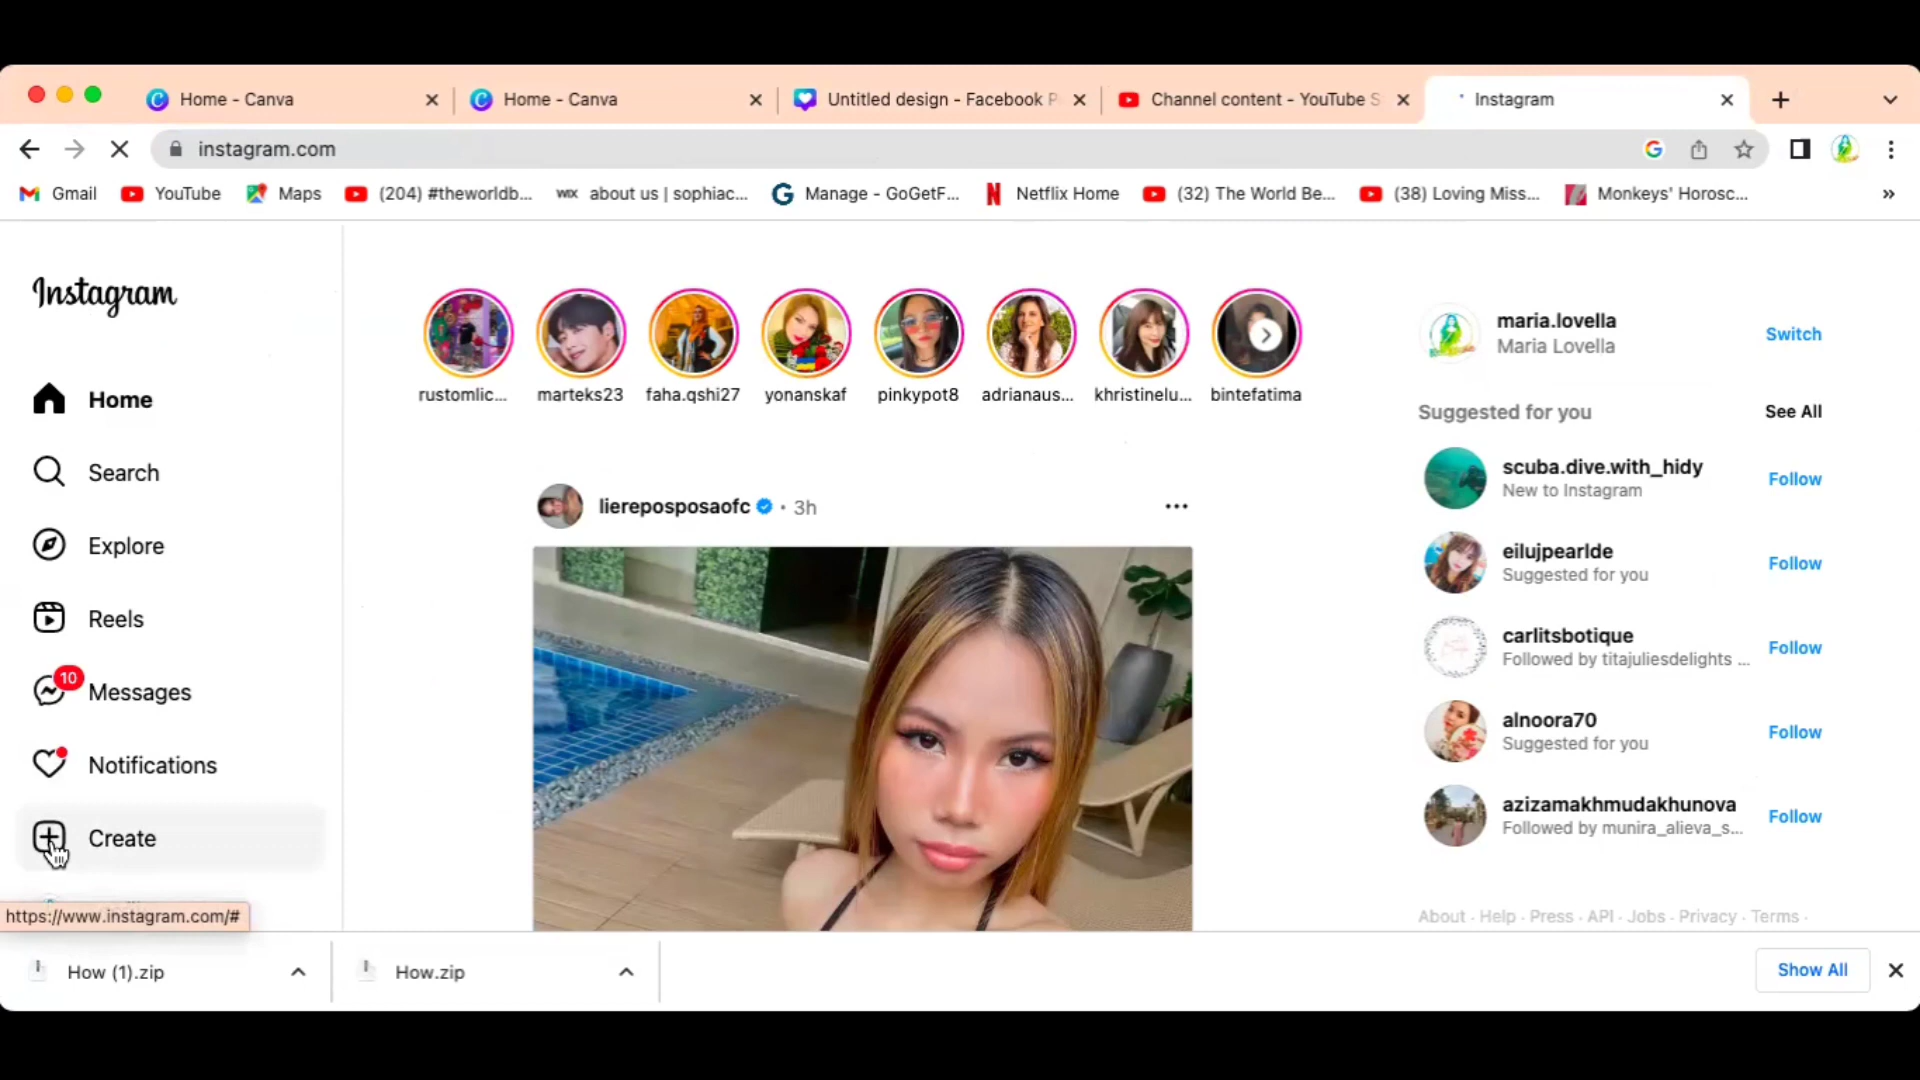 Home - Canva
Home - Canva
Untitled design - Facebook P
Channel content - YouTube S
Instagram
instagram.com
Gmail
YouTube
Maps
(204) #theworldb...
WIX about us | sophiac...
Manage - GoGetF...
Netflix Home
(32) The World Be...
(38) Loving Miss...
Monkeys' Horosc...
»
Instagram
Home
Search
Explore
Reels
10
Messages
Notifications
Create
https://www.instagram.com/#
rustomlic...
marteks23
faha.qshi27
yonanskaf
pinkypot8
adrianaus...
khristinelu...
bintefatima
liereposposaofc • 3h
maria.lovella
Maria Lovella
Switch
Suggested for you
See All
scuba.dive.with_hidy
New to Instagram
Follow
eilujpearlde
Suggested for you
Follow
carlitsbotique
Followed by titajuliesdelights ...
Follow
alnoora70
Suggested for you
Follow
azizamakhmudakhunova
Followed by munira_alieva_s...
Follow
About · Help · Press · API · Jobs · Privacy · Terms ·
How (1).zip
How.zip
Show All